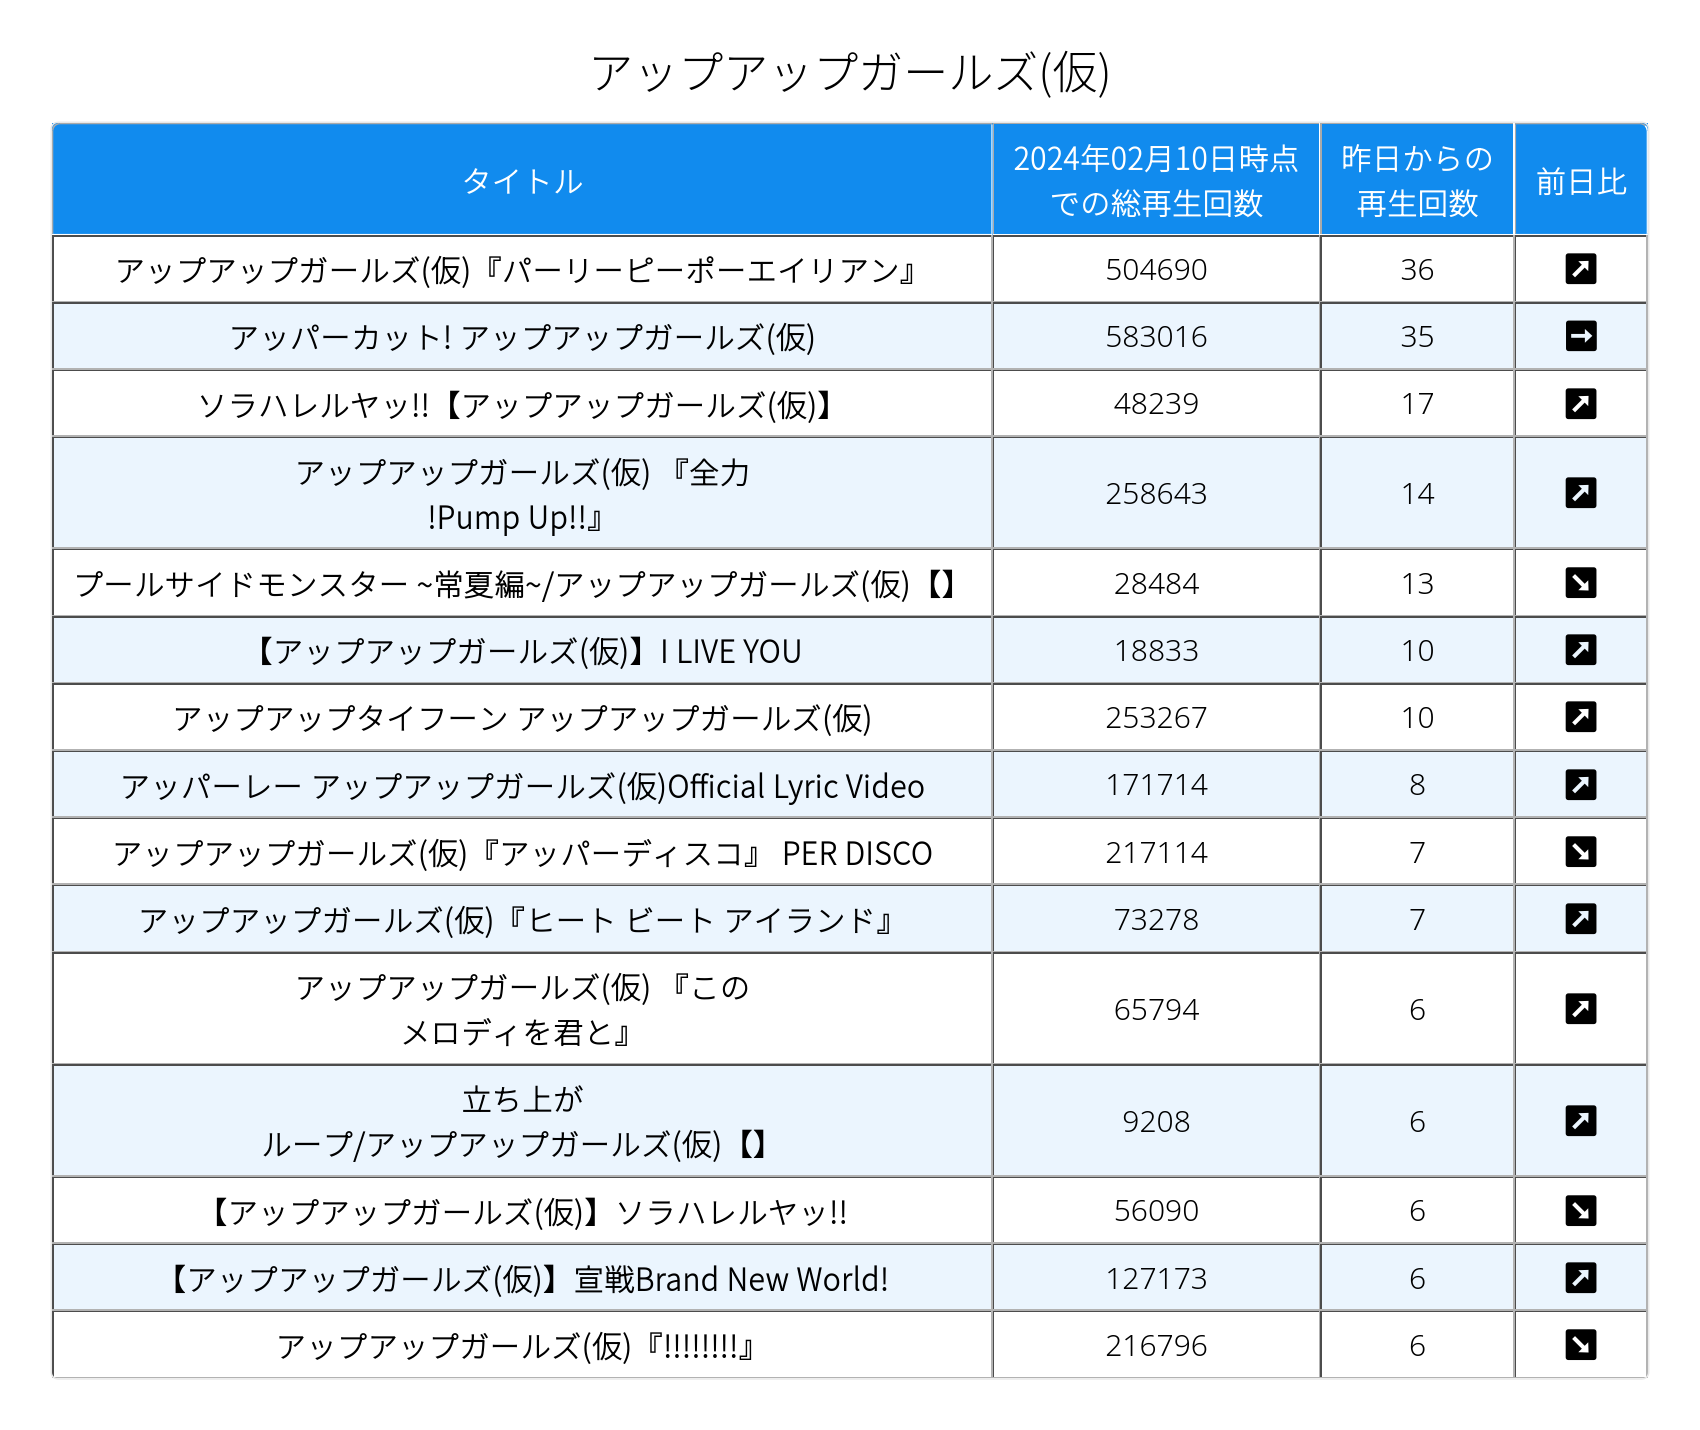 アップアップガールズ(仮)
タイトル
2024年02月10日時点
での総再生回数
昨日からの
再生回数
前日比
アップアップガールズ(仮)『パーリーピーポーエイリアン』 504690 36
アッパーカット! アップアップガールズ(仮) 583016 35
ソラハレルヤッ!!【アップアップガールズ(仮)】 48239 17
アップアップガールズ(仮) 『全力
!Pump Up!!』 258643 14
プールサイドモンスター ~常夏編~/アップアップガールズ(仮)【】 28484 13
【アップアップガールズ(仮)】I LIVE YOU 18833 10
アップアップタイフーン アップアップガールズ(仮) 253267 10
アッパーレー アップアップガールズ(仮)Official Lyric Video 171714 8
アップアップガールズ(仮)『アッパーディスコ』 PER DISCO 217114 7
アップアップガールズ(仮)『ヒート ビート アイランド』 73278 7
アップアップガールズ(仮) 『この
メロディを君と』 65794 6
立ち上が
ループ/アップアップガールズ(仮)【】 9208 6
【アップアップガールズ(仮)】ソラハレルヤッ!! 56090 6
【アップアップガールズ(仮)】宣戦Brand New World! 127173 6
アップアップガールズ(仮)『!!!!!!!!』 216796 6